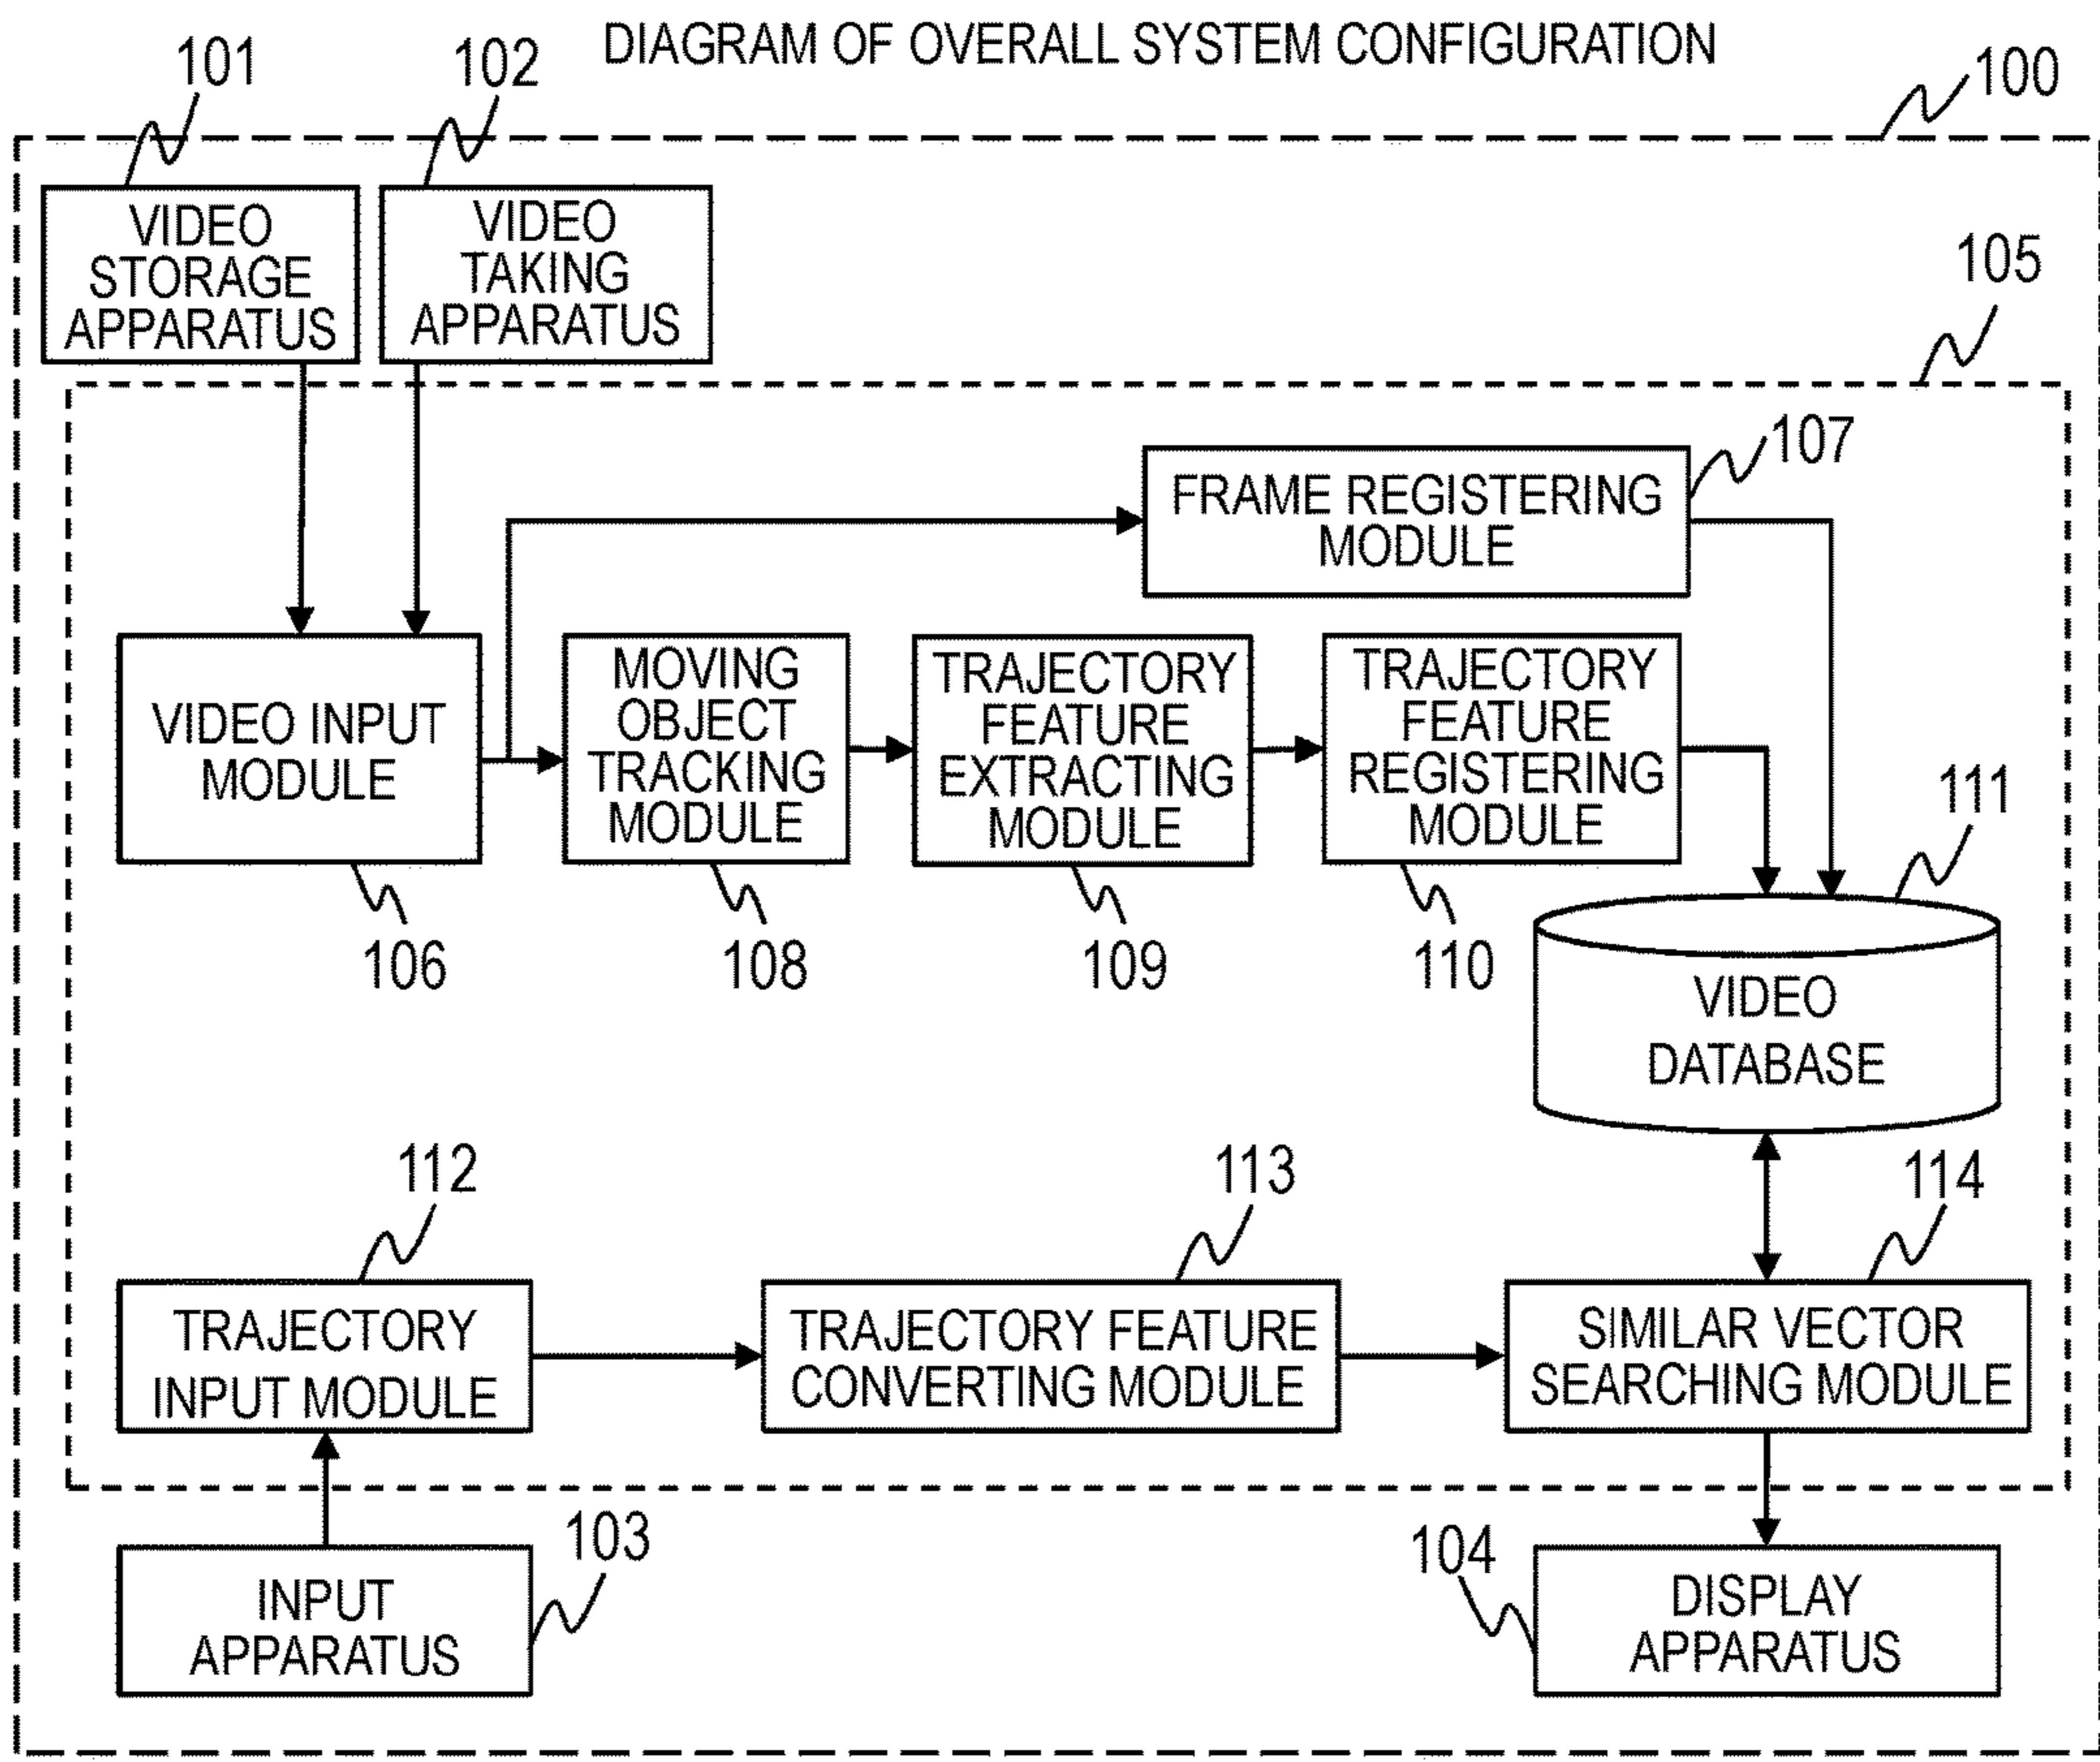 DIAGRAM OF OVERALL SYSTEM CONFIGURATION
101
102
100
VIDEO
STORAGE
APPARATUS
VIDEO
TAKING
APPARATUS
105
107
FRAME REGISTERING
MODULE
VIDEO INPUT
MODULE
MOVING
OBJECT
TRACKING
MODULE
TRAJECTORY
FEATURE
EXTRACTING
MODULE
TRAJECTORY
FEATURE
REGISTERING
MODULE
111
106
108
109
110
VIDEO
DATABASE
112
113
114
TRAJECTORY
INPUT MODULE
TRAJECTORY FEATURE
CONVERTING MODULE
SIMILAR VECTOR
SEARCHING MODULE
103
104
INPUT
APPARATUS
DISPLAY
APPARATUS